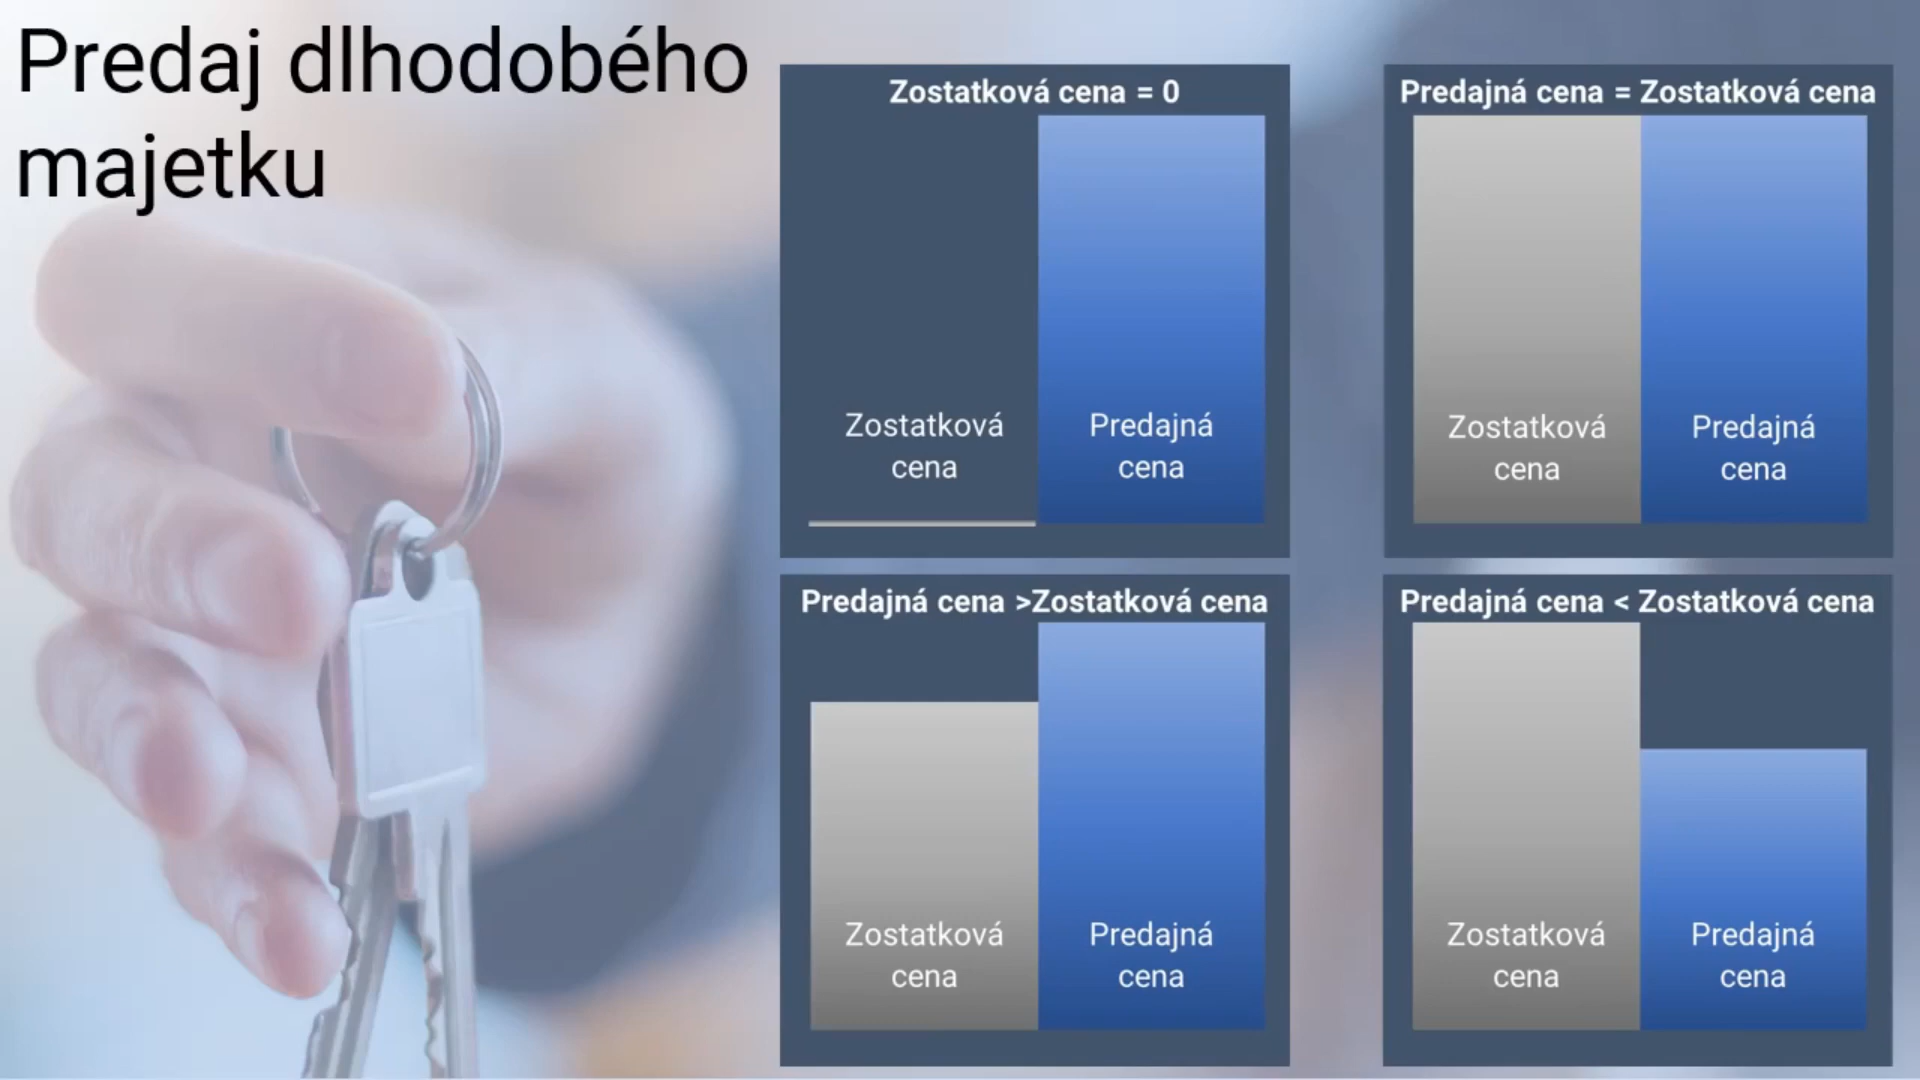 Predaj dlhodobého
majetku
Zostatková cena = 0
Zostatková
cena
Predajná
cena
Predajná cena = Zostatková cena
Zostatková
cena
Predajná
cena
Predajná cena >Zostatková cena
Zostatková
cena
Predajná
cena
Predajná cena < Zostatková cena
Zostatková
cena
Predajná
cena